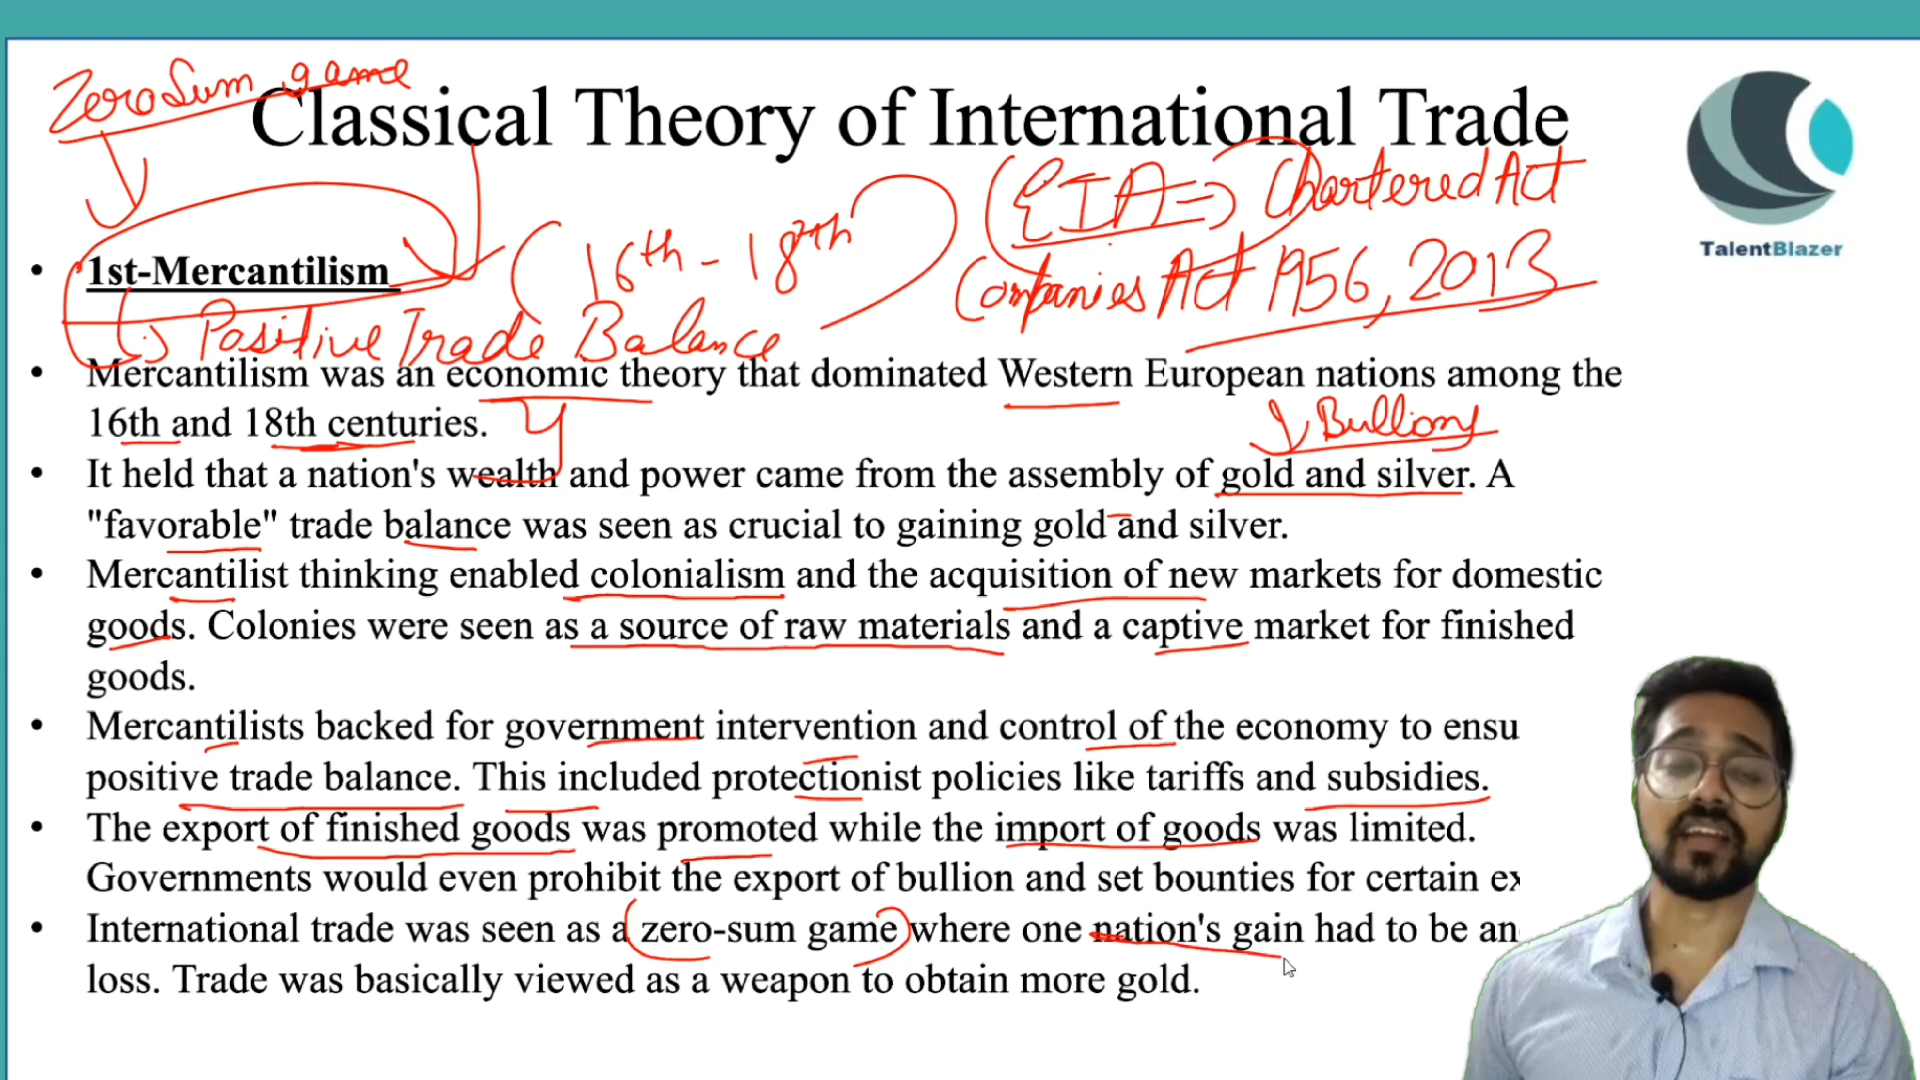 Zero Sum game
Classical Theory of International Trade
(EIA => Chartered Act
16th - 18th
Companies Act 1956, 2013
TalentBlazer
• 1st-Mercantilism
Positive Trade Balance
• Mercantilism was an economic theory that dominated Western European nations among the
16th and 18th centuries.
Bullions
• It held that a nation's wealth and power came from the assembly of gold and silver. A
"favorable" trade balance was seen as crucial to gaining gold and silver.
• Mercantilist thinking enabled colonialism and the acquisition of new markets for domestic
goods. Colonies were seen as a source of raw materials and a captive market for finished
goods.
• Mercantilists backed for government intervention and control of the economy to ensu
positive trade balance. This included protectionist policies like tariffs and subsidies.
• The export of finished goods was promoted while the import of goods was limited.
Governments would even prohibit the export of bullion and set bounties for certain ex
• International trade was seen as a zero-sum game where one nation's gain had to be an
loss. Trade was basically viewed as a weapon to obtain more gold.